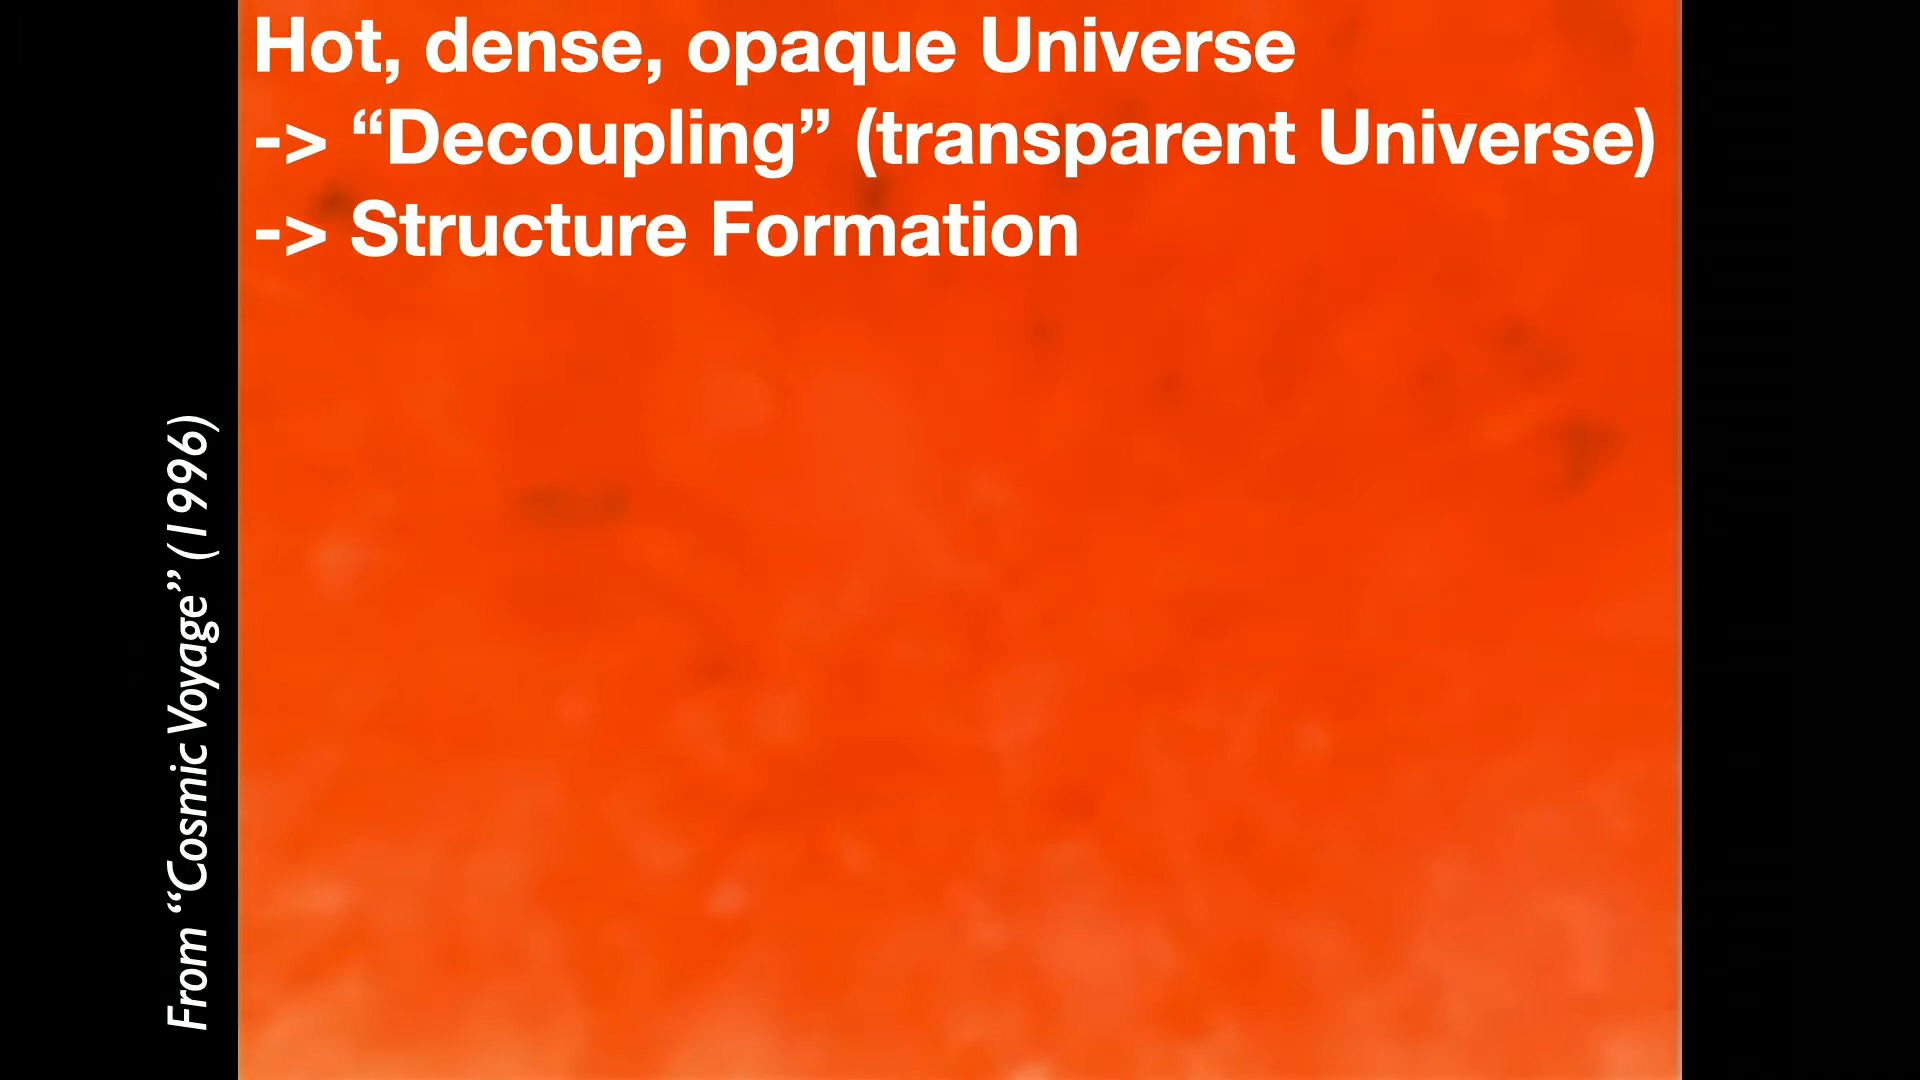 Hot, dense, opaque Universe
-> “Decoupling” (transparent Universe)
-> Structure Formation
From “Cosmic Voyage” (1996)